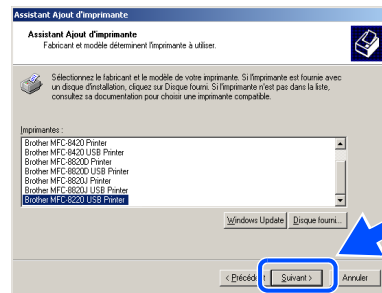 Assistant Ajout d'imprimante
Assistant Ajout d'imprimante
Fabricant et modèle déterminent l'imprimante à utiliser.
Sélectionnez le fabricant et le modèle de votre imprimante. Si l'imprimante est fournie avec
un disque d'installation, cliquez sur Disque fourni. Si l'imprimante n'est pas dans la liste,
consultez sa documentation pour choisir une imprimante compatible.
Imprimantes :
Brother MFC-8420 Printer
Brother MFC-8420 USB Printer
Brother MFC-8820D Printer
Brother MFC-8820D USB Printer
Brother MFC-8820J Printer
Brother MFC-8820J USB Printer
Brother MFC-8220 USB Printer
Windows Update
Disque fourni...
< Précéd t
Suivant >
Annuler